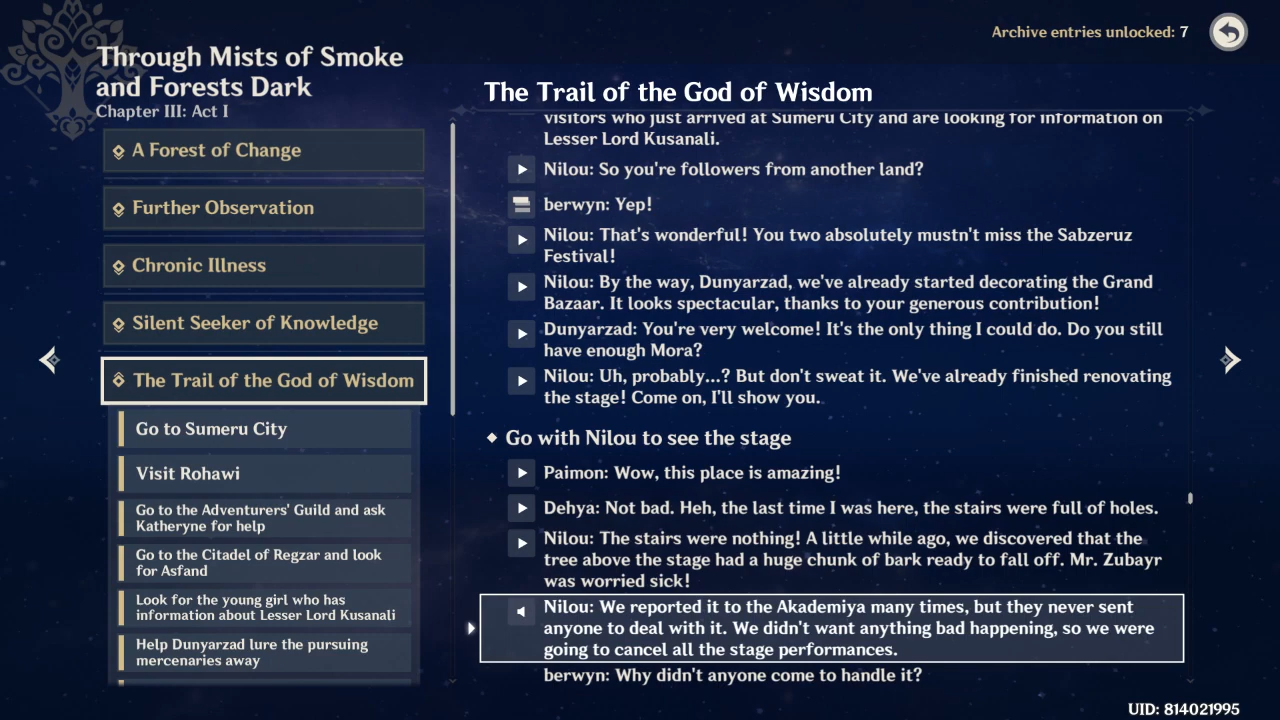 Through Mists of Smoke
and Forests Dark
Chapter III: Act I
A Forest of Change
Further Observation
Chronic Illness
Silent Seeker of Knowledge
The Trail of the God of Wisdom
Go to Sumeru City
Visit Rohawi
Go to the Adventurers' Guild and ask
Katheryne for help
Go to the Citadel of Regzar and look
for Asfand
Look for the young girl who has
information about Lesser Lord Kusanali
Help Dunyarzad lure the pursuing
mercenaries away
Archive entries unlocked: 7
The Trail of the God of Wisdom
visitors who just arrived at Sumeru City and are looking for information on
Lesser Lord Kusanali.
Nilou: So you're followers from another land?
berwyn: Yep!
Nilou: That's wonderful! You two absolutely mustn't miss the Sabzeruz
Festival!
Nilou: By the way, Dunyarzad, we've already started decorating the Grand
Bazaar. It looks spectacular, thanks to your generous contribution!
Dunyarzad: You're very welcome! It's the only thing I could do. Do you still
have enough Mora?
Nilou: Uh, probably...? But don't sweat it. We've already finished renovating
the stage! Come on, I'll show you.
Go with Nilou to see the stage
Paimon: Wow, this place is amazing!
Dehya: Not bad. Heh, the last time I was here, the stairs were full of holes.
Nilou: The stairs were nothing! A little while ago, we discovered that the
tree above the stage had a huge chunk of bark ready to fall off. Mr. Zubayr
was worried sick!
Nilou: We reported it to the Akademiya many times, but they never sent
anyone to deal with it. We didn't want anything bad happening, so we were
going to cancel all the stage performances.
berwyn: Why didn't anyone come to handle it?
UID: 814021995